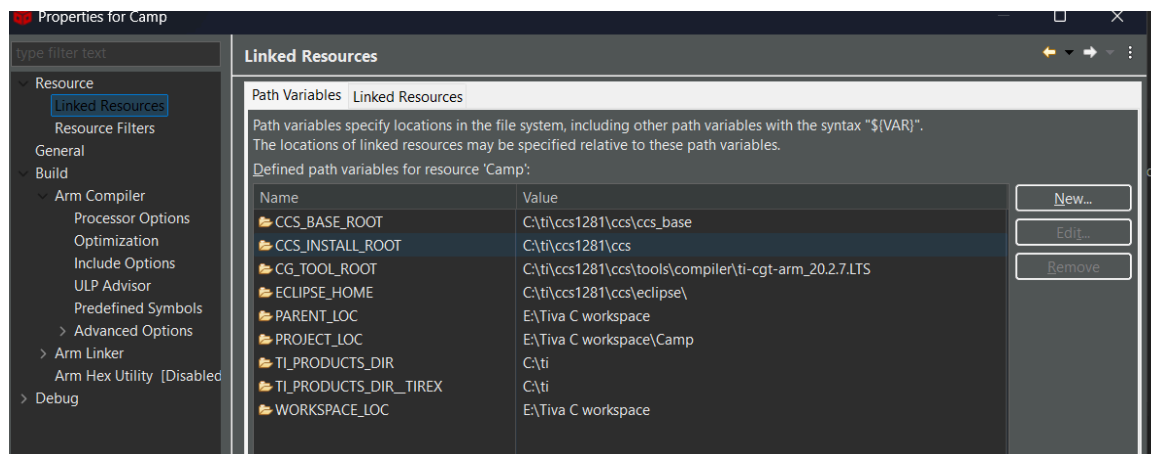 Properties for Camp
type filter text
Resource
Linked Resources
Resource Filters
General
Build
Arm Compiler
Processor Options
Optimization
Include Options
ULP Advisor
Predefined Symbols
Advanced Options
Arm Linker
Arm Hex Utility [Disabled
Debug
Linked Resources
Path Variables Linked Resources
Path variables specify locations in the file system, including other path variables with the syntax "${VAR}".
The locations of linked resources may be specified relative to these path variables.
Defined path variables for resource 'Camp':
Name Value
CCS_BASE_ROOT C:\ti\ccs1281\ccs\ccs_base
CCS_INSTALL_ROOT C:\ti\ccs1281\ccs
CG_TOOL_ROOT C:\ti\ccs1281\ccs\tools\compiler\ti-cgt-arm_20.2.7.LTS
ECLIPSE_HOME C:\ti\ccs1281\ccs\eclipse\
PARENT_LOC E:\Tiva C workspace
PROJECT_LOC E:\Tiva C workspace\Camp
TI_PRODUCTS_DIR C:\ti
TI_PRODUCTS_DIR__TIREX C:\ti
WORKSPACE_LOC E:\Tiva C workspace
New...
Edit...
Remove